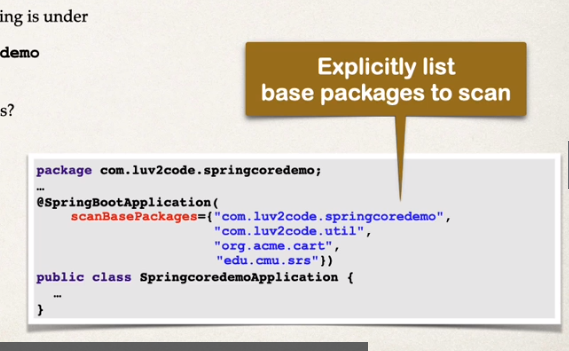 ing is under
demo
s?
Explicitly list
base packages to scan
package com.luv2code.springcoredemo;
…
@SpringBootApplication(
scanBasePackages={"com.luv2code.springcoredemo",
"com.luv2code.util",
"org.acme.cart",
"edu.cmu.srs"})
public class SpringcoredemoApplication {
…
}